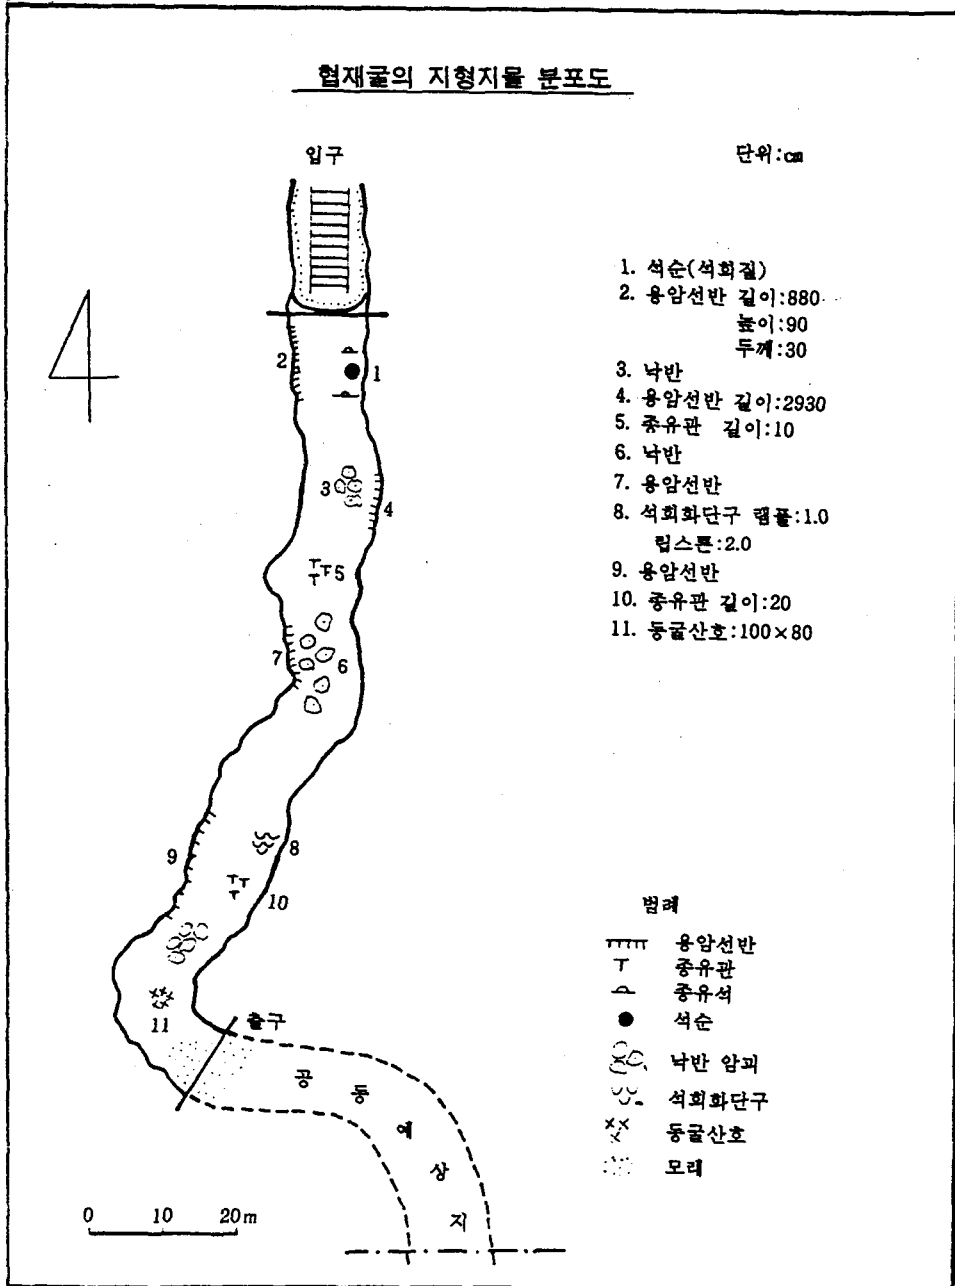 협재굴의 지형지물 분포도
입구
단위:cm
1. 석순(석회질)
2. 용암선반 길이:880
높이:90
두께:30
3. 낙반
4. 용암선반 길이:2930
5. 종유관 길이:10
6. 낙반
7. 용암선반
8. 석회화단구 램풀:1.0
립스톤:2.0
9. 용암선반
10. 종유관 길이:20
11. 동굴산호:100×80
2
1
3
4
5
7
6
9
8
10
11
출구
공동예상지
범례
용암선반
종유관
종유석
석순
낙반 암괴
석회화단구
동굴산호
모래
0 10 20m